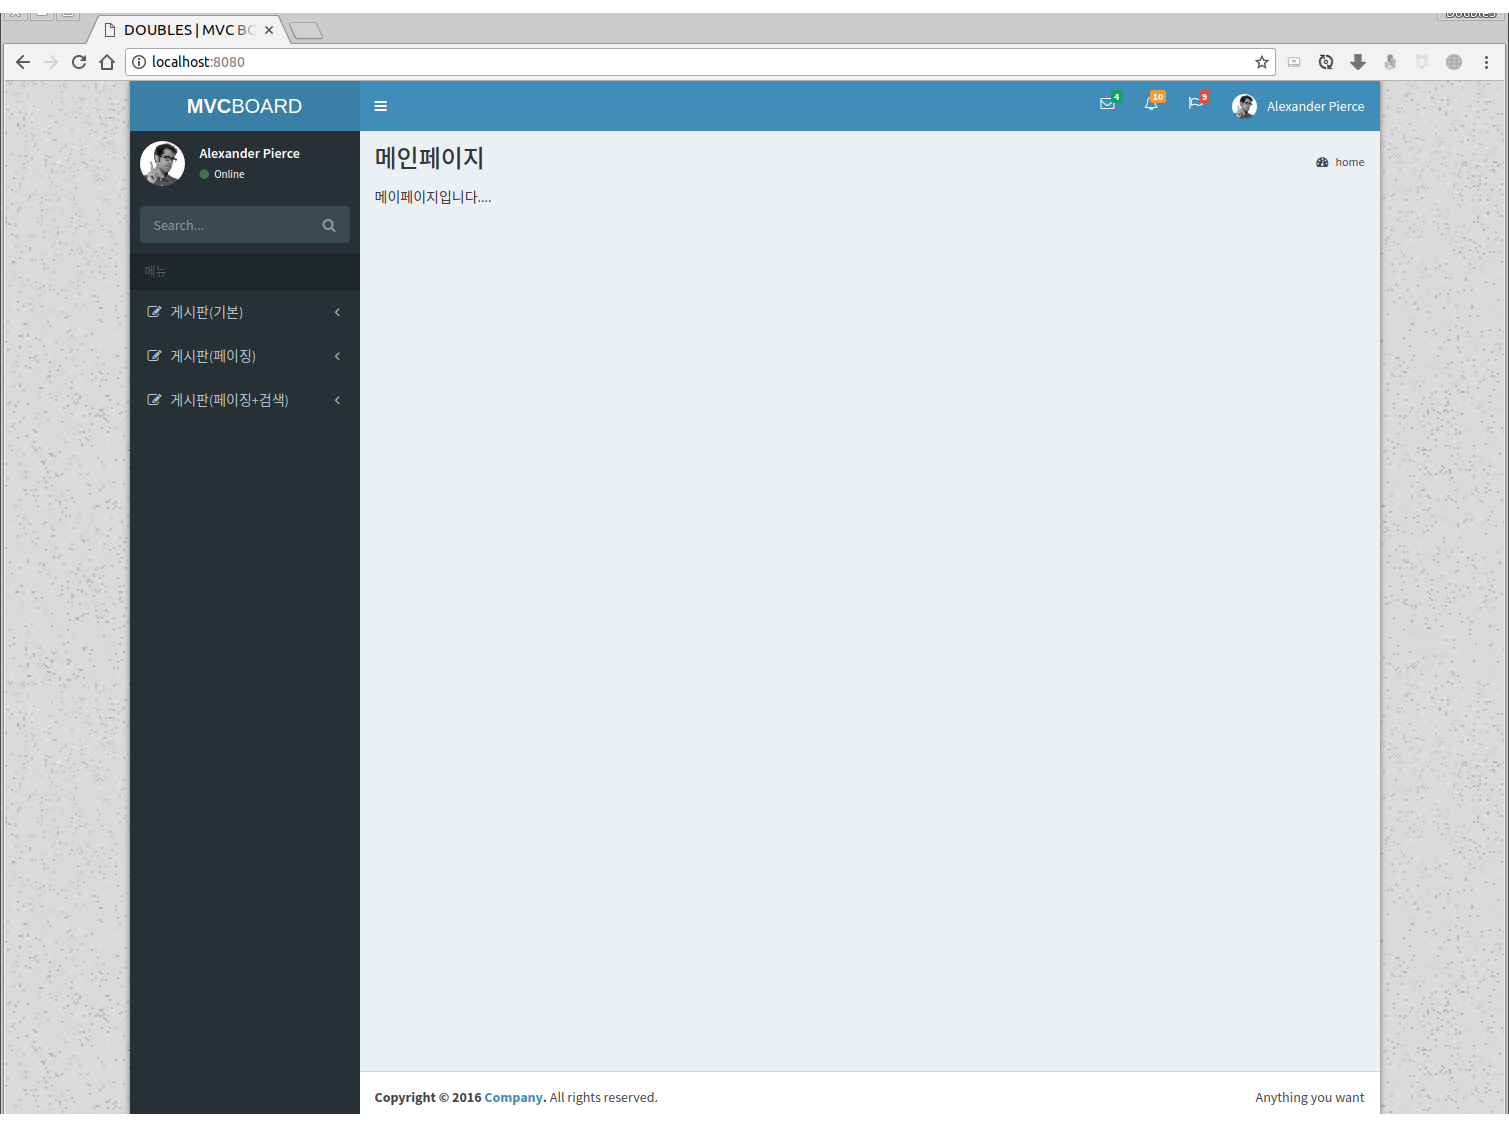 Doubles
DOUBLES | MVC BO
localhost:8080
MVCBOARD
4
10
9
Alexander Pierce
Alexander Pierce
Online
메인페이지
home
메이페이지입니다....
Search...
메뉴
게시판(기본)
게시판(페이징)
게시판(페이징+검색)
Copyright © 2016 Company. All rights reserved.
Anything you want